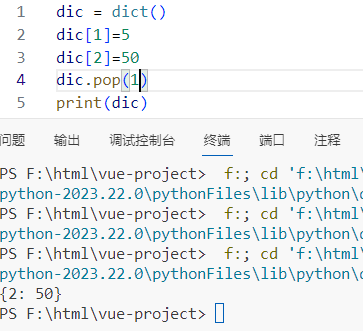 1 dic = dict()
2 dic[1]=5
3 dic[2]=50
4 dic.pop(1)
5 print(dic)
问题 输出 调试控制台 终端 端口 注释
PS F:\html\vue-project>  f:; cd 'f:\html\
python-2023.22.0\pythonFiles\lib\python\
PS F:\html\vue-project>  f:; cd 'f:\html\
python-2023.22.0\pythonFiles\lib\python\
PS F:\html\vue-project>  f:; cd 'f:\html\
python-2023.22.0\pythonFiles\lib\python\
{2: 50}
PS F:\html\vue-project>